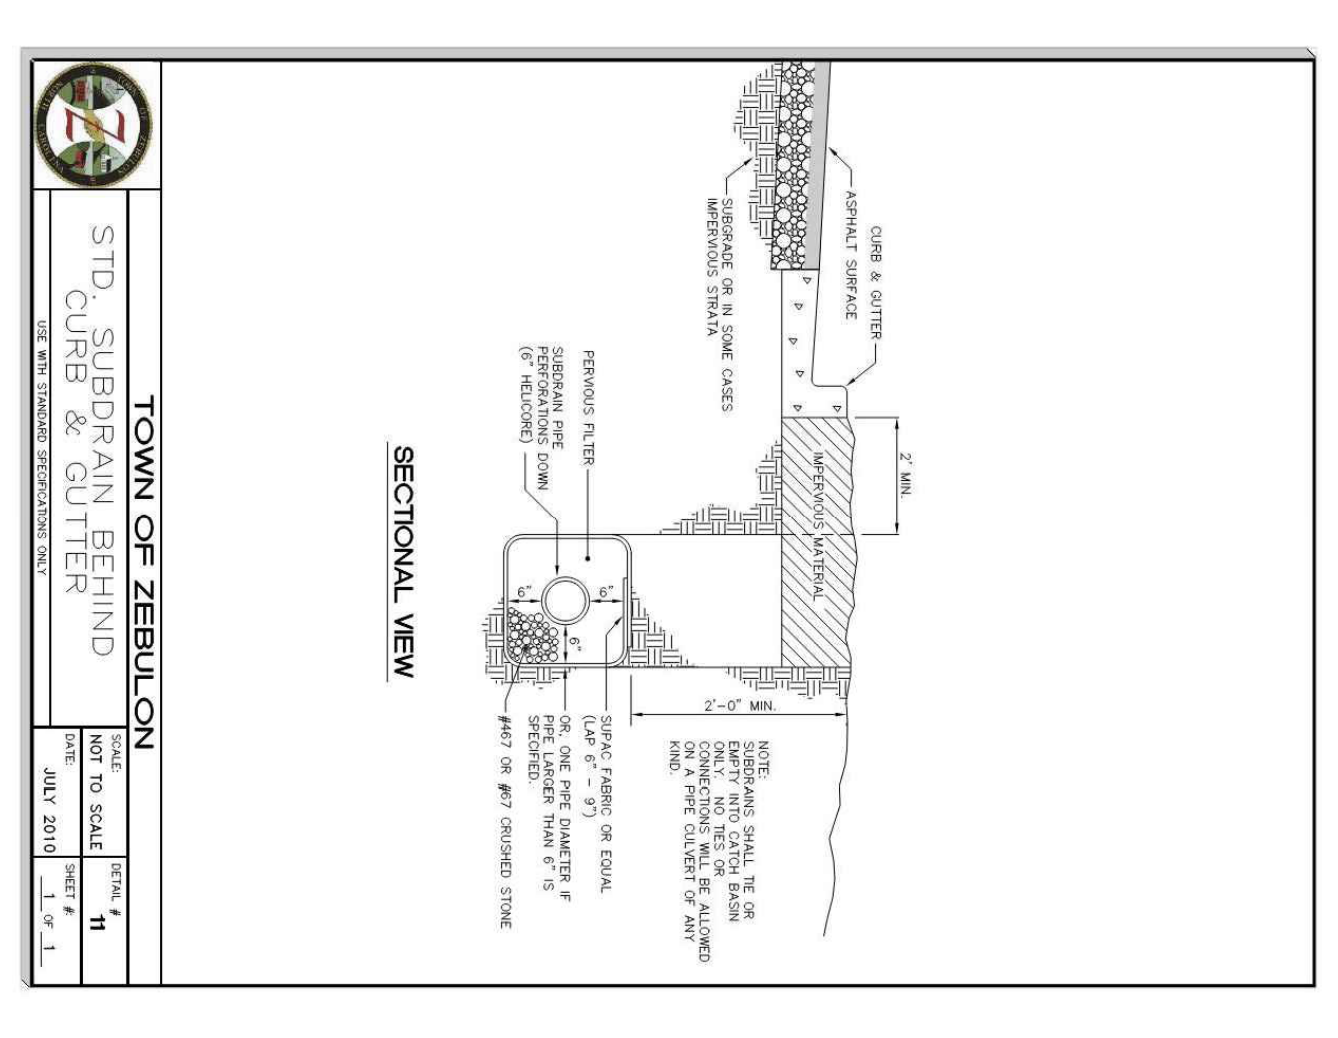 CURB & GUTTER
ASPHALT SURFACE
SUBGRADE OR IN SOME CASES
IMPERVIOUS STRATA
2' MIN.
IMPERVIOUS MATERIAL
2'-0" MIN.
PERVIOUS FILTER
SUBDRAIN PIPE
PERFORATIONS DOWN
(6" HELICORE)
6"
6"
6"
NOTE:
SUBDRAINS SHALL TIE OR
EMPTY INTO CATCH BASIN
ONLY. NO TIES OR
CONNECTIONS WILL BE ALLOWED
ON A PIPE CULVERT OF ANY
KIND.
SUPAC FABRIC OR EQUAL
(LAP 6" - 9")
OR, ONE PIPE DIAMETER IF
PIPE LARGER THAN 6" IS
SPECIFIED.
#467 OR #67 CRUSHED STONE
SECTIONAL VIEW
TOWN OF ZEBULON
STD. SUBDRAIN BEHIND
CURB & GUTTER
USE WITH STANDARD SPECIFICATIONS ONLY
SCALE:
NOT TO SCALE
DETAIL #
11
DATE:
JULY 2010
SHEET #:
1 OF 1
TOWN OF ZEBULON
NORTH CAROLINA
Z